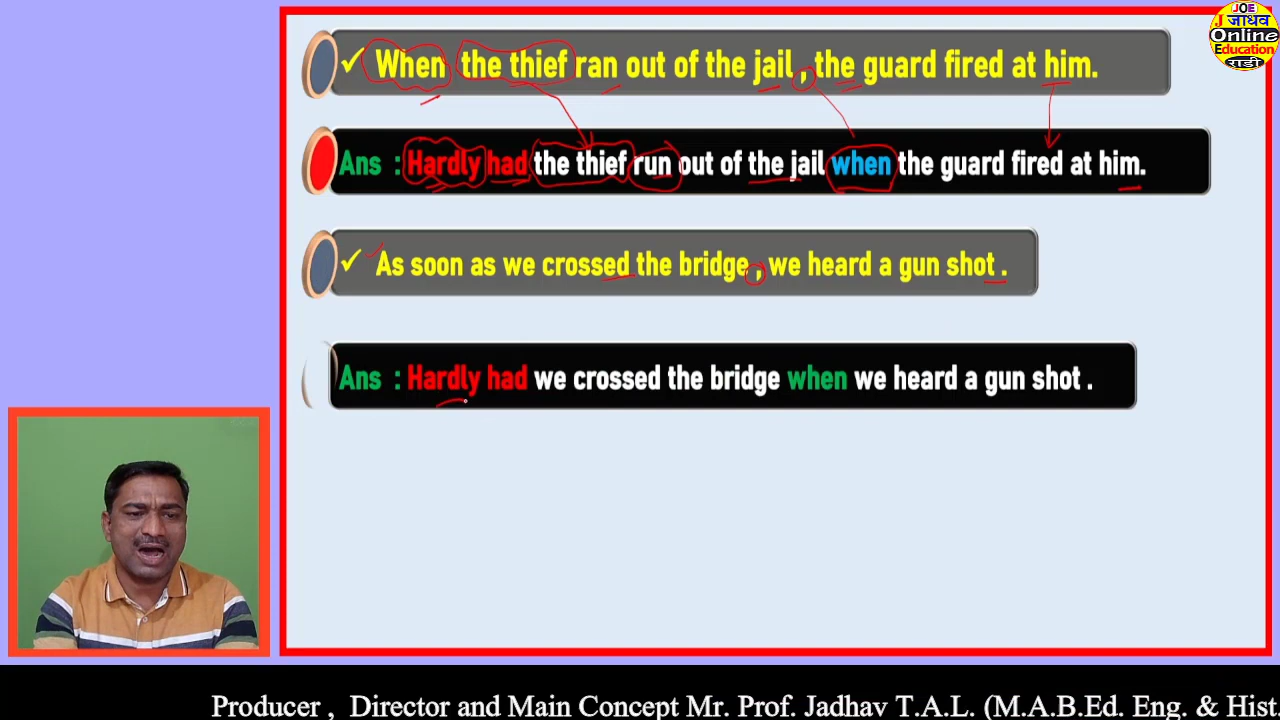 JOE
J जाधव
Online
Education
राडी
✓ When the thief ran out of the jail , the guard fired at him.
Ans : Hardly had the thief run out of the jail when the guard fired at him.
✓ As soon as we crossed the bridge , we heard a gun shot .
Ans : Hardly had we crossed the bridge when we heard a gun shot .
Producer , Director and Main Concept Mr. Prof. Jadhav T.A.L. (M.A.B.Ed. Eng. & Hist.